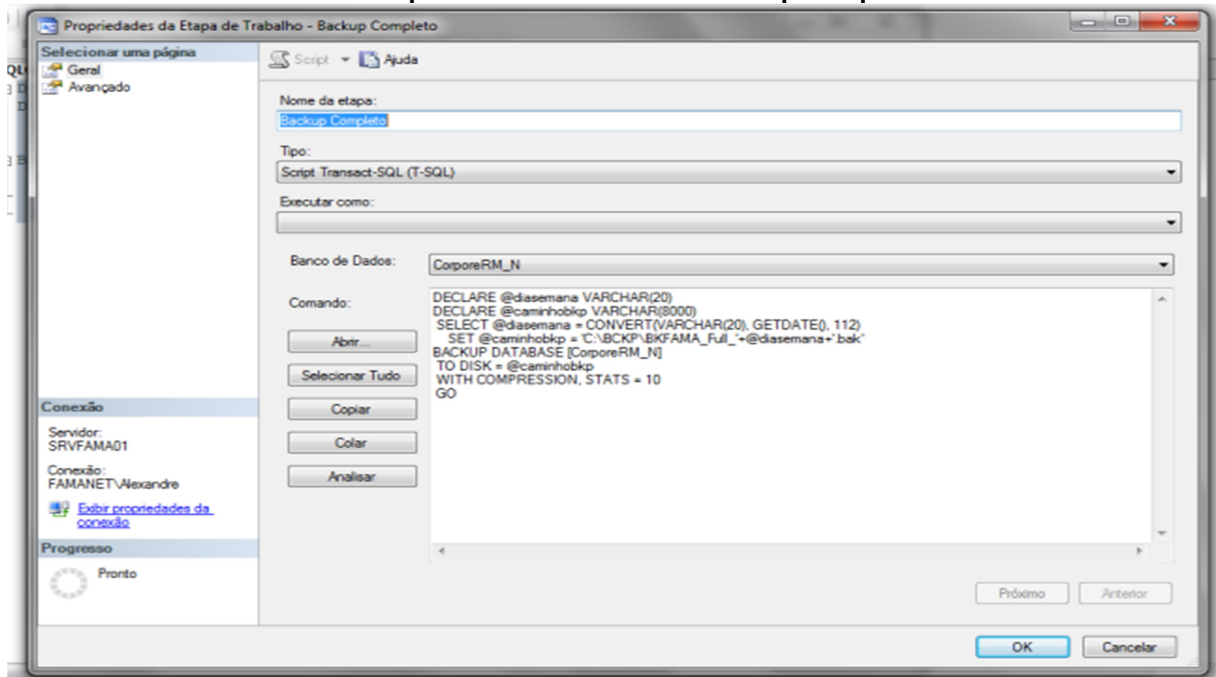 Propriedades da Etapa de Trabalho - Backup Completo
Selecionar uma página
Geral
Avançado
Script
Ajuda
Nome da etapa:
Backup Completo
Tipo:
Script Transact-SQL (T-SQL)
Executar como:
Banco de Dados:
CorporeRM_N
Comando:
Abrir...
Selecionar Tudo
Copiar
Colar
Analisar
DECLARE @diasemana VARCHAR(20)
DECLARE @caminhobkp VARCHAR(8000)
SELECT @diasemana = CONVERT(VARCHAR(20), GETDATE(), 112)
SET @caminhobkp = 'C:\BCKP\BKFAMA_Full_'+@diasemana+'.bak'
BACKUP DATABASE [CorporeRM_N]
TO DISK = @caminhobkp
WITH COMPRESSION, STATS = 10
GO
Conexão
Servidor:
SRVFAMA01
Conexão:
FAMANET\Alexandre
Exibir propriedades da
conexão
Progresso
Pronto
Próximo
Anterior
OK
Cancelar